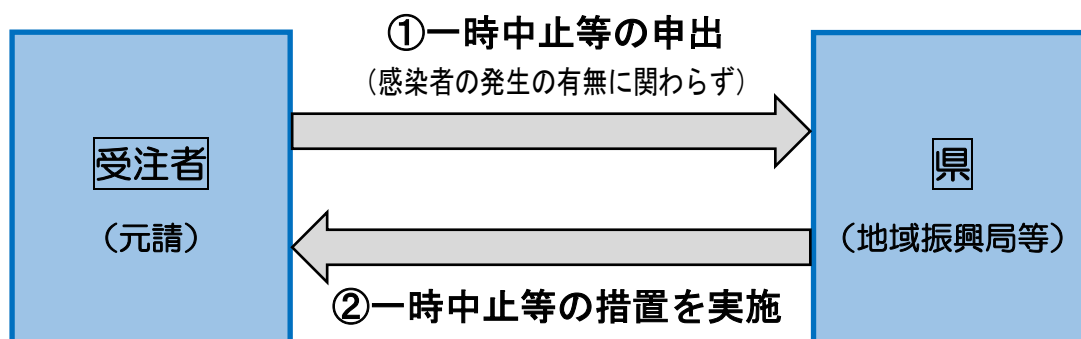 ①一時中止等の申出
（感染者の発生の有無に関わらず）
受注者
（元請）
県
（地域振興局等）
②一時中止等の措置を実施